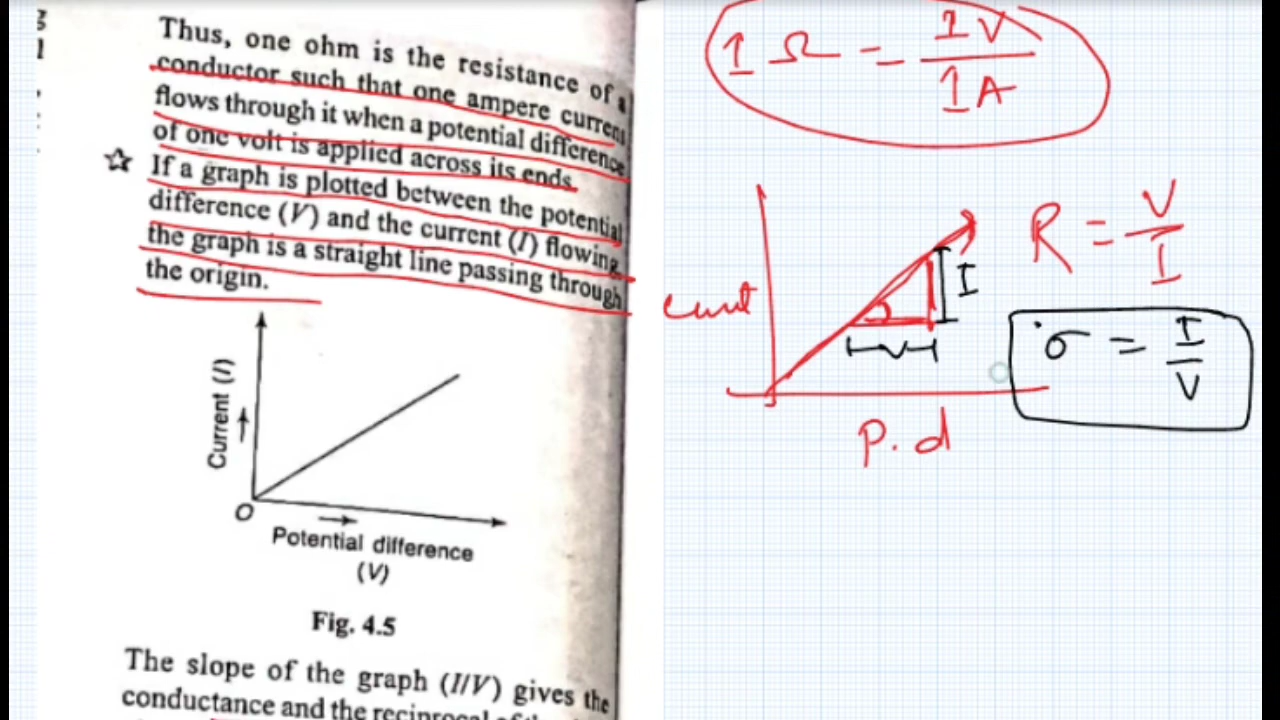 Thus, one ohm is the resistance of a
conductor such that one ampere current
flows through it when a potential difference
of one volt is applied across its ends.
☆ If a graph is plotted between the potential
difference (V) and the current (I) flowing,
the graph is a straight line passing through
the origin.
Current (I)
O
Potential difference
(V)
Fig. 4.5
The slope of the graph (I/V) gives the
conductance and the reciprocal of the
1 Ω = 1V / 1A
R = V / I
I
V
σ = I / V
P.d